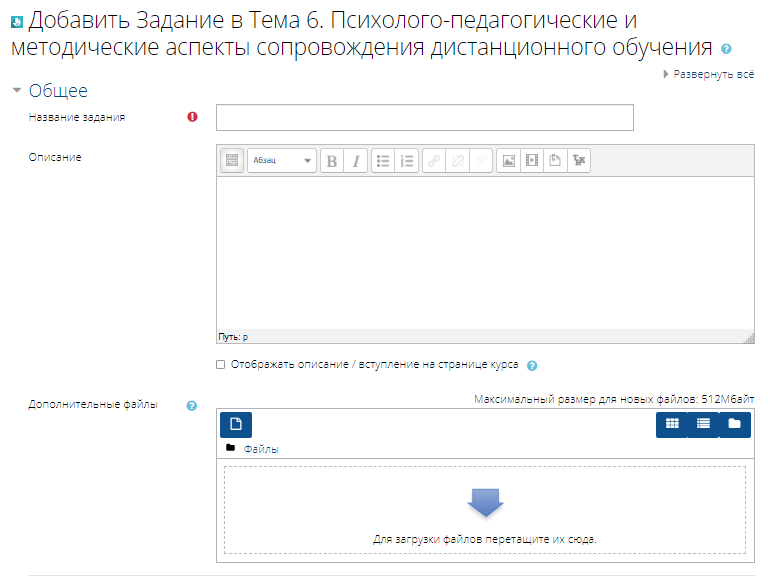 Добавить Задание в Тема 6. Психолого-педагогические и
методические аспекты сопровождения дистанционного обучения
Развернуть всё
Общее
Название задания
Описание
Абзац
B I
Путь: p
Отображать описание / вступление на странице курса
Дополнительные файлы
Максимальный размер для новых файлов: 512Мбайт
Файлы
Для загрузки файлов перетащите их сюда.